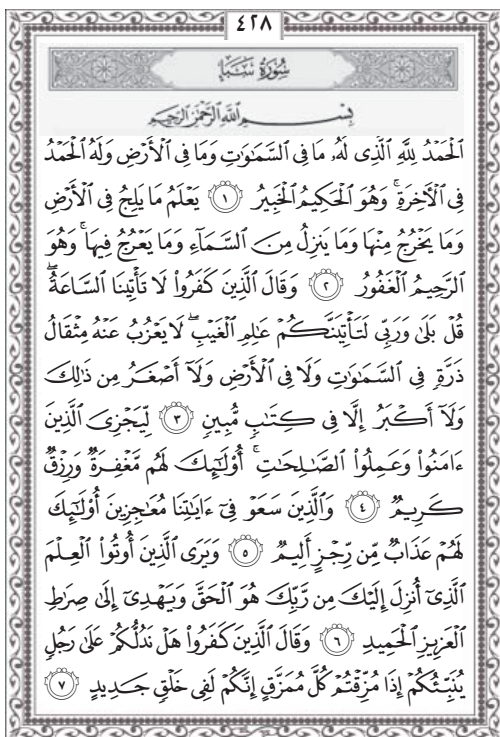 ٤٢٨
سُورَةُ سَبَإٍ
بِسْمِ ٱللَّهِ ٱلرَّحْمَٰنِ ٱلرَّحِيمِ
ٱلْحَمْدُ لِلَّهِ ٱلَّذِى لَهُۥ مَا فِى ٱلسَّمَٰوَٰتِ وَمَا فِى ٱلْأَرْضِ وَلَهُ ٱلْحَمْدُ
فِى ٱلْأَخِرَةِ ۚ وَهُوَ ٱلْحَكِيمُ ٱلْخَبِيرُ ١ يَعْلَمُ مَا يَلِجُ فِى ٱلْأَرْضِ
وَمَا يَخْرُجُ مِنْهَا وَمَا يَنزِلُ مِنَ ٱلسَّمَآءِ وَمَا يَعْرُجُ فِيهَا ۚ وَهُوَ
ٱلرَّحِيمُ ٱلْغَفُورُ ٢ وَقَالَ ٱلَّذِينَ كَفَرُوا۟ لَا تَأْتِينَا ٱلسَّاعَةُ ۖ
قُلْ بَلَىٰ وَرَبِّى لَتَأْتِيَنَّكُمْ عَٰلِمِ ٱلْغَيْبِ ۖ لَا يَعْزُبُ عَنْهُ مِثْقَالُ
ذَرَّةٍ فِى ٱلسَّمَٰوَٰتِ وَلَا فِى ٱلْأَرْضِ وَلَآ أَصْغَرُ مِن ذَٰلِكَ
وَلَآ أَكْبَرُ إِلَّا فِى كِتَٰبٍ مُّبِينٍ ٣ لِّيَجْزِىَ ٱلَّذِينَ
ءَامَنُوا۟ وَعَمِلُوا۟ ٱلصَّٰلِحَٰتِ ۚ أُو۟لَٰٓئِكَ لَهُم مَّغْفِرَةٌ وَرِزْقٌ
كَرِيمٌ ٤ وَٱلَّذِينَ سَعَوْ فِىٓ ءَايَٰتِنَا مُعَٰجِزِينَ أُو۟لَٰٓئِكَ
لَهُمْ عَذَابٌ مِّن رِّجْزٍ أَلِيمٌ ٥ وَيَرَى ٱلَّذِينَ أُوتُوا۟ ٱلْعِلْمَ
ٱلَّذِىٓ أُنزِلَ إِلَيْكَ مِن رَّبِّكَ هُوَ ٱلْحَقَّ وَيَهْدِىٓ إِلَىٰ صِرَٰطِ
ٱلْعَزِيزِ ٱلْحَمِيدِ ٦ وَقَالَ ٱلَّذِينَ كَفَرُوا۟ هَلْ نَدُلُّكُمْ عَلَىٰ رَجُلٍ
يُنَبِّئُكُمْ إِذَا مُزِّقْتُمْ كُلَّ مُمَزَّقٍ إِنَّكُمْ لَفِى خَلْقٍ جَدِيدٍ ٧